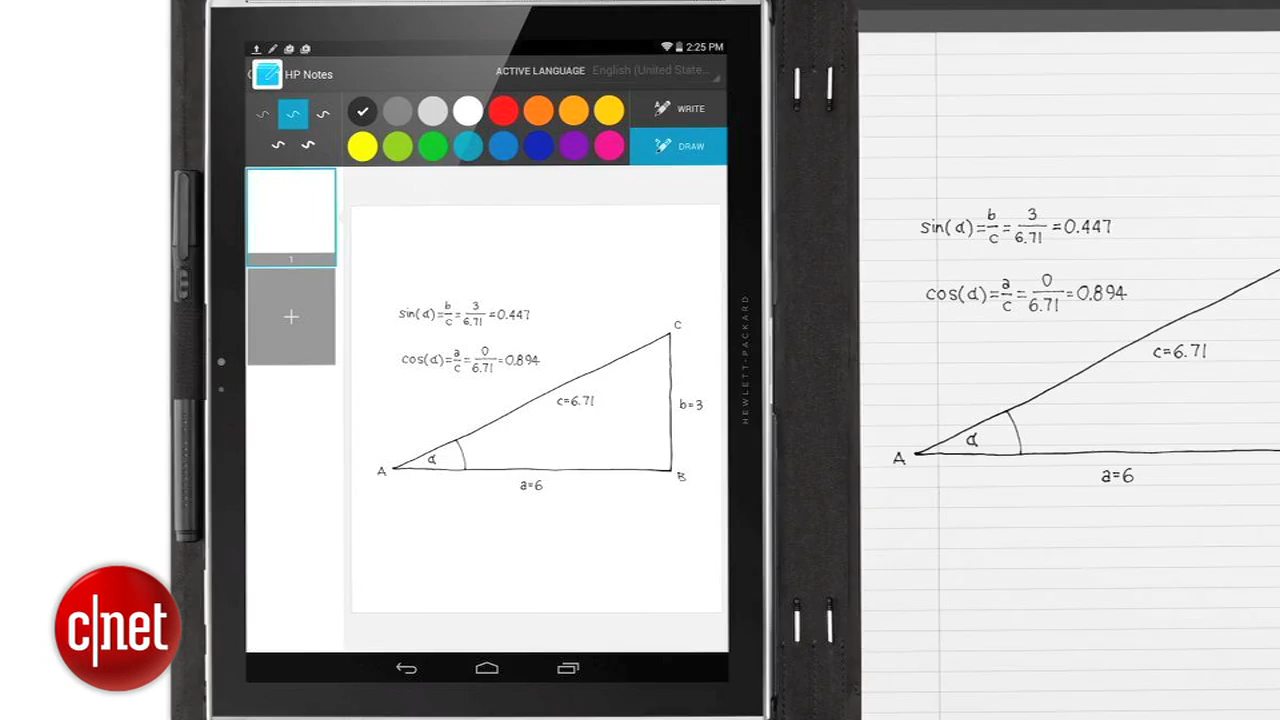 2:25 PM
HP Notes
ACTIVE LANGUAGE English (United State...
WRITE
DRAW
1
+
sin(α)=b/c=3/6.71=0.447
cos(α)=a/c=0/6.71=0.894
C
c=6.71
b=3
A
α
B
a=6
HEWLETT-PACKARD
sin(α)=b/c=3/6.71=0.447
cos(α)=a/c=0/6.71=0.894
c=6.71
A
α
a=6
c|net